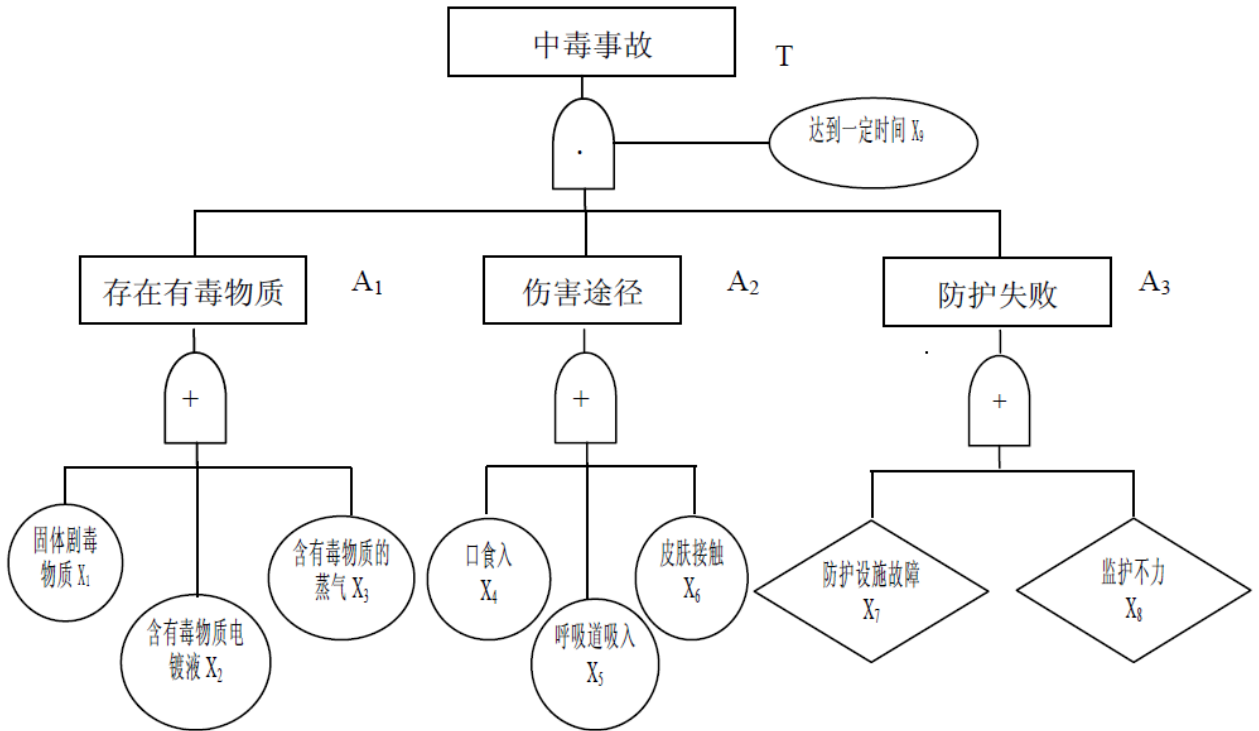 中毒事故
T
达到一定时间 X₉
·
存在有毒物质
A₁
伤害途径
A₂
防护失败
A₃
+
+
+
固体剧毒
物质 X₁
含有毒物质电
镀液 X₂
含有毒物质的
蒸气 X₃
口食入
X₄
呼吸道吸入
X₅
皮肤接触
X₆
防护设施故障
X₇
监护不力
X₈